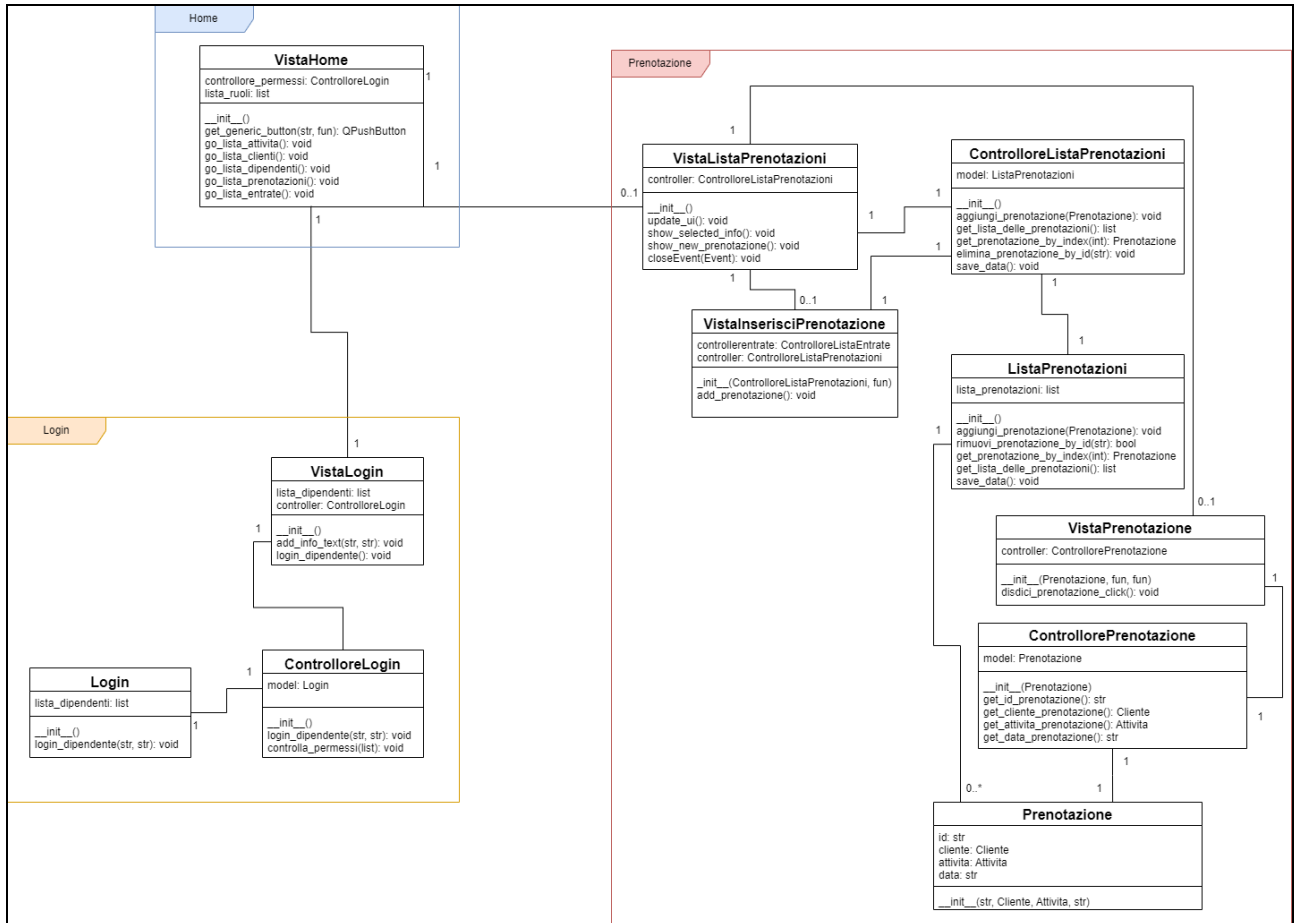 Home
VistaHome
controllore_permessi: ControlloreLogin
lista_ruoli: list
__init__()
get_generic_button(str, fun): QPushButton
go_lista_attivita(): void
go_lista_clienti(): void
go_lista_dipendenti(): void
go_lista_prenotazioni(): void
go_lista_entrate(): void
1
1
1
Login
1
VistaLogin
lista_dipendenti: list
controller: ControlloreLogin
__init__()
add_info_text(str, str): void
login_dipendente(): void
1
ControlloreLogin
model: Login
__init__()
login_dipendente(str, str): void
controlla_permessi(list): void
1
Login
lista_dipendenti: list
__init__()
login_dipendente(str, str): void
1
Prenotazione
1
VistaListaPrenotazioni
controller: ControlloreListaPrenotazioni
__init__()
update_ui(): void
show_selected_info(): void
show_new_prenotazione(): void
closeEvent(Event): void
0..1
1
1
ControlloreListaPrenotazioni
model: ListaPrenotazioni
__init__()
aggiungi_prenotazione(Prenotazione): void
get_lista_delle_prenotazioni(): list
get_prenotazione_by_index(int): Prenotazione
elimina_prenotazione_by_id(str): void
save_data(): void
1
1
1
0..1
1
VistaInserisciPrenotazione
controllerentrate: ControlloreListaEntrate
controller: ControlloreListaPrenotazioni
_init__(ControlloreListaPrenotazioni, fun)
add_prenotazione(): void
1
ListaPrenotazioni
lista_prenotazioni: list
__init__()
aggiungi_prenotazione(Prenotazione): void
rimuovi_prenotazione_by_id(str): bool
get_prenotazione_by_index(int): Prenotazione
get_lista_delle_prenotazioni(): list
save_data(): void
1
0..1
VistaPrenotazione
controller: ControllorePrenotazione
__init__(Prenotazione, fun, fun)
disdici_prenotazione_click(): void
1
ControllorePrenotazione
model: Prenotazione
__init__(Prenotazione)
get_id_prenotazione(): str
get_cliente_prenotazione(): Cliente
get_attivita_prenotazione(): Attivita
get_data_prenotazione(): str
1
1
0..*
1
Prenotazione
id: str
cliente: Cliente
attivita: Attivita
data: str
__init__(str, Cliente, Attivita, str)